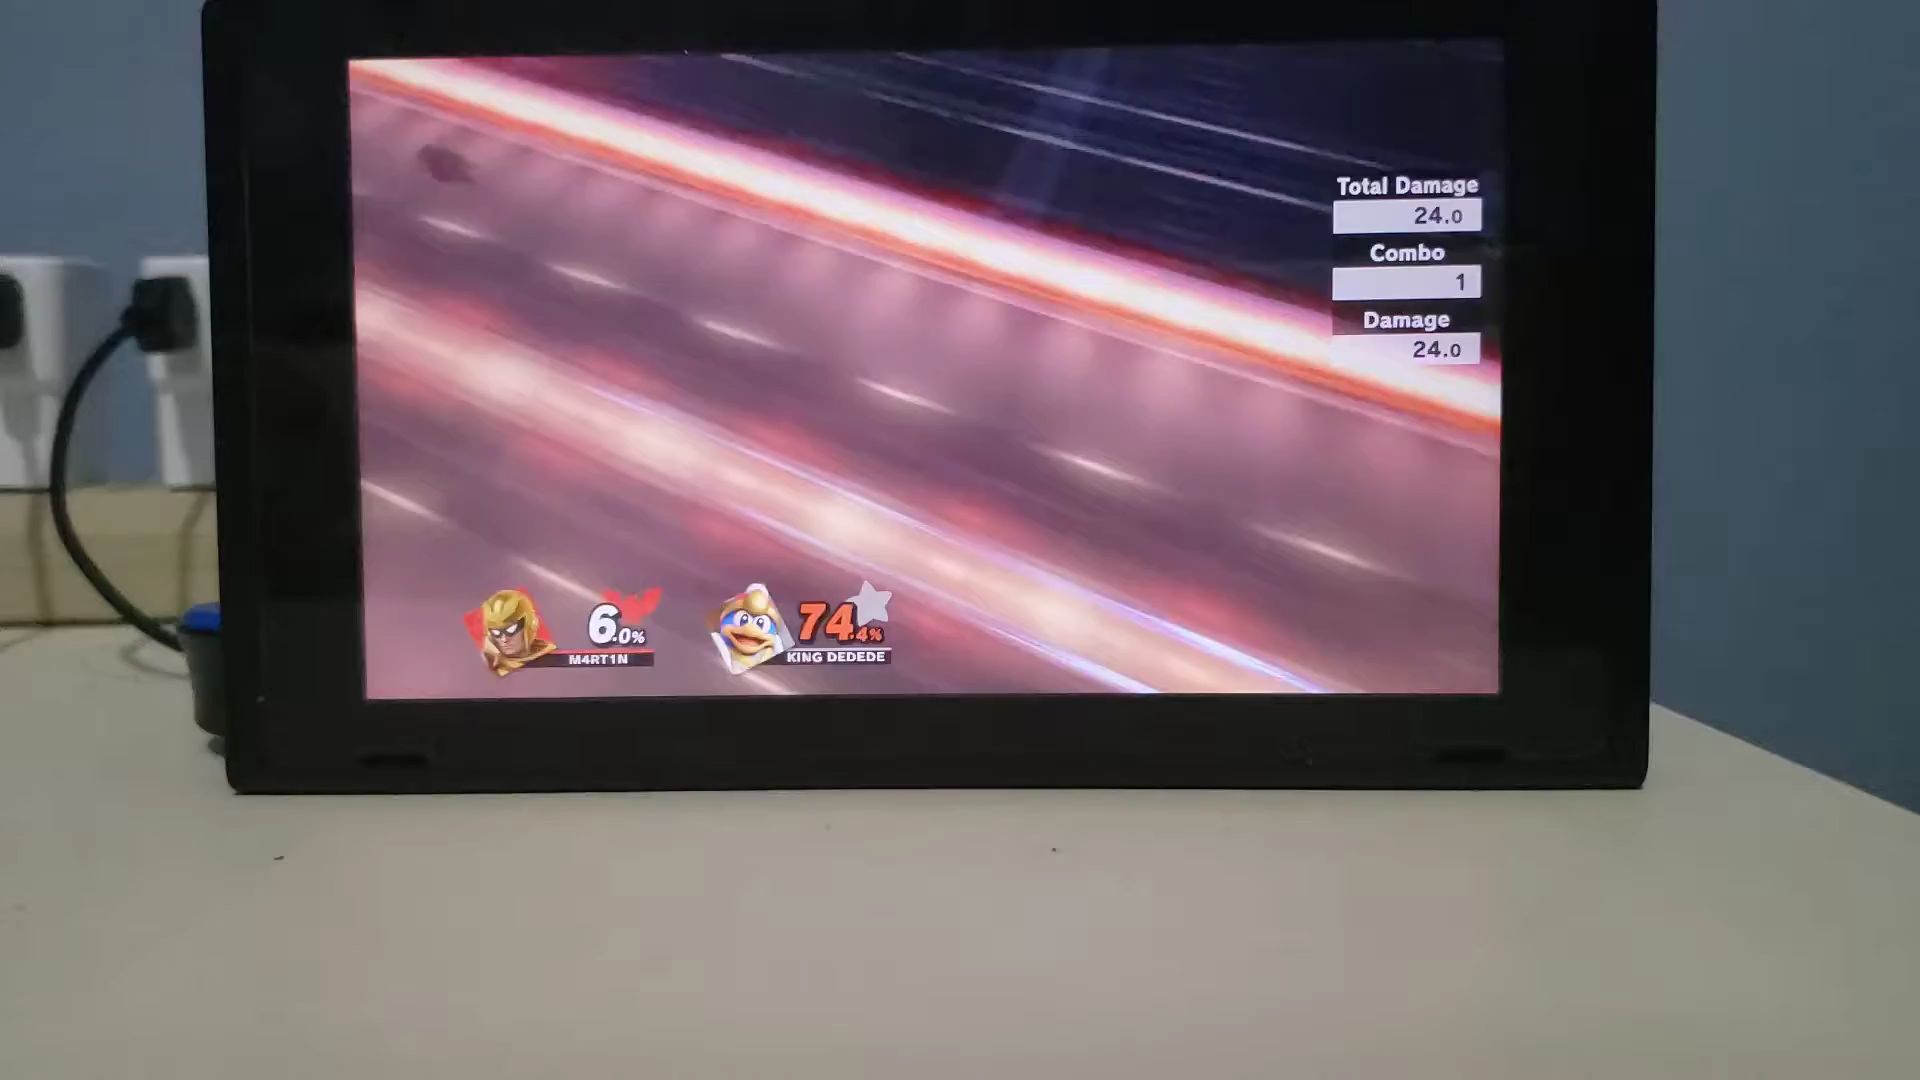 Total Damage
24.0
Combo
1
Damage
24.0
6.0%
M4RT1N
74.4%
KING DEDEDE